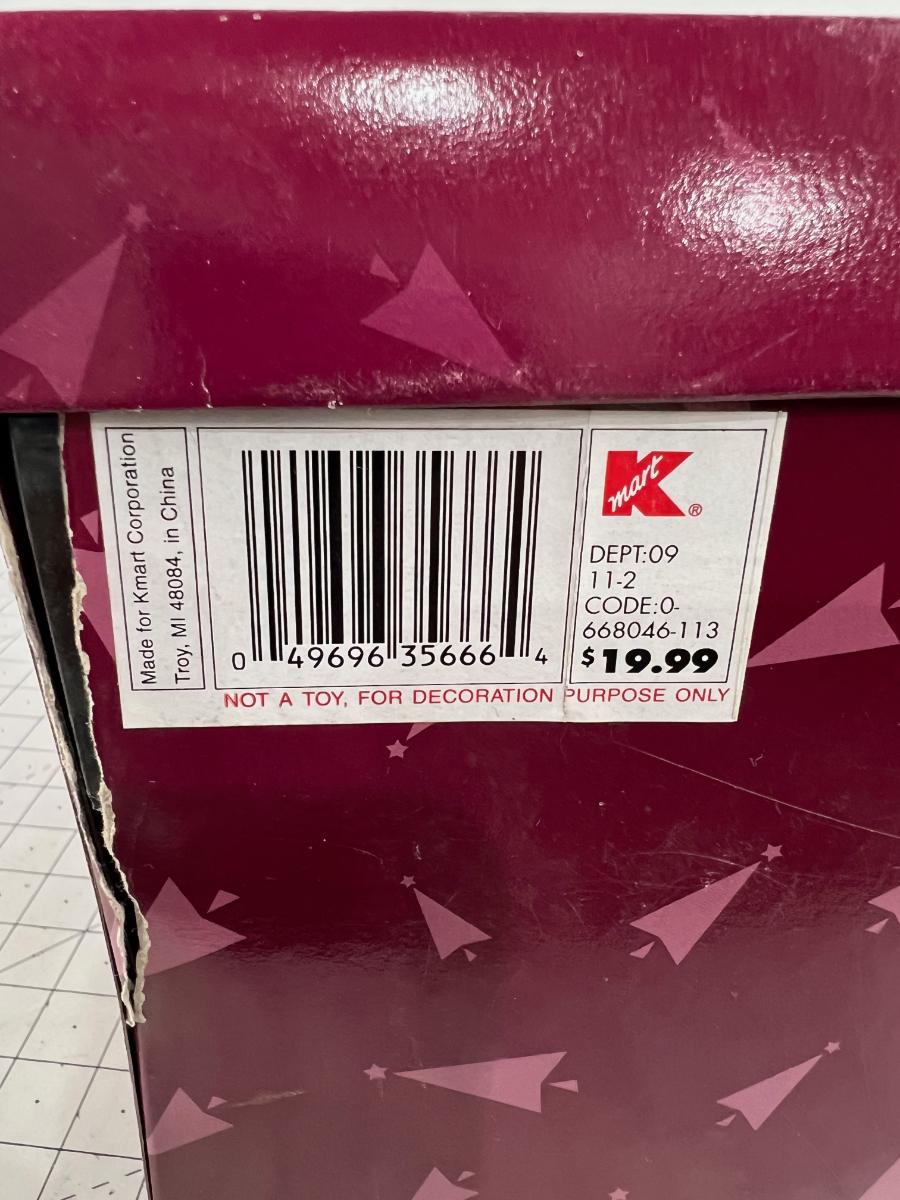 Made for Kmart Corporation
Troy, MI 48084, in China
0 49696 35666 4
Kmart®
DEPT:09
11-2
CODE:0-
668046-113
$19.99
NOT A TOY, FOR DECORATION PURPOSE ONLY